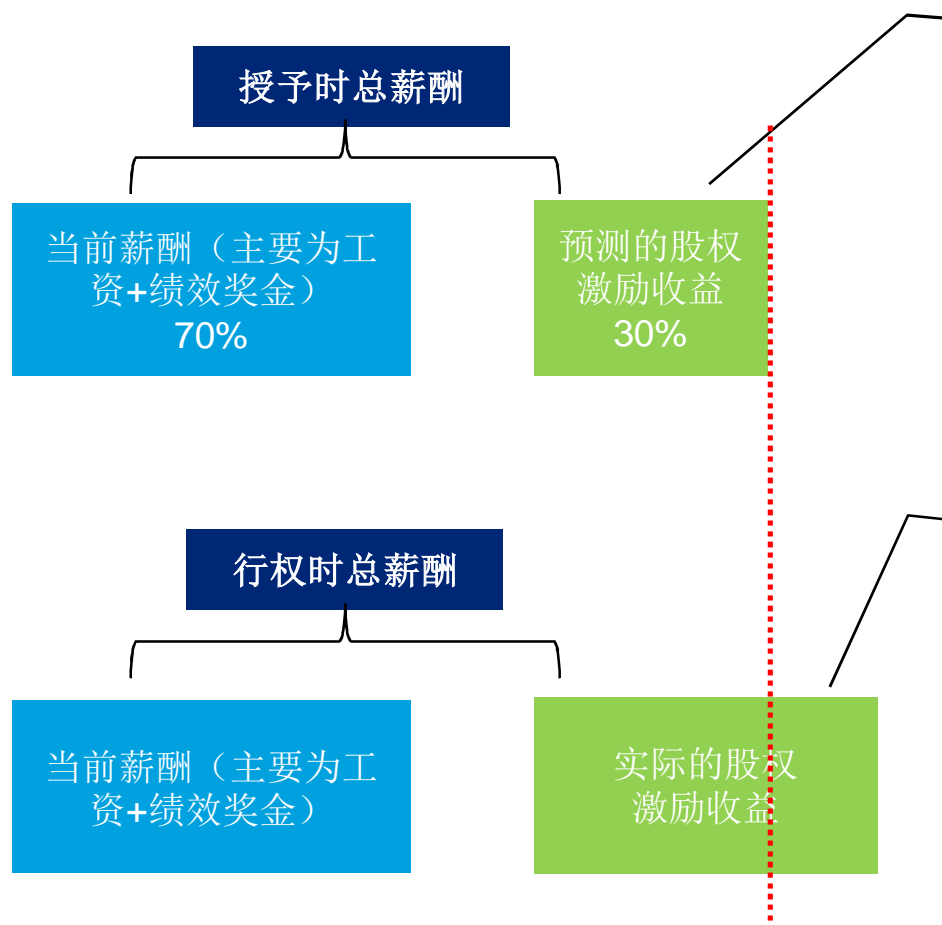 授予时总薪酬
当前薪酬（主要为工
资+绩效奖金）
70%
预测的股权
激励收益
30%
行权时总薪酬
当前薪酬（主要为工
资+绩效奖金）
实际的股权
激励收益